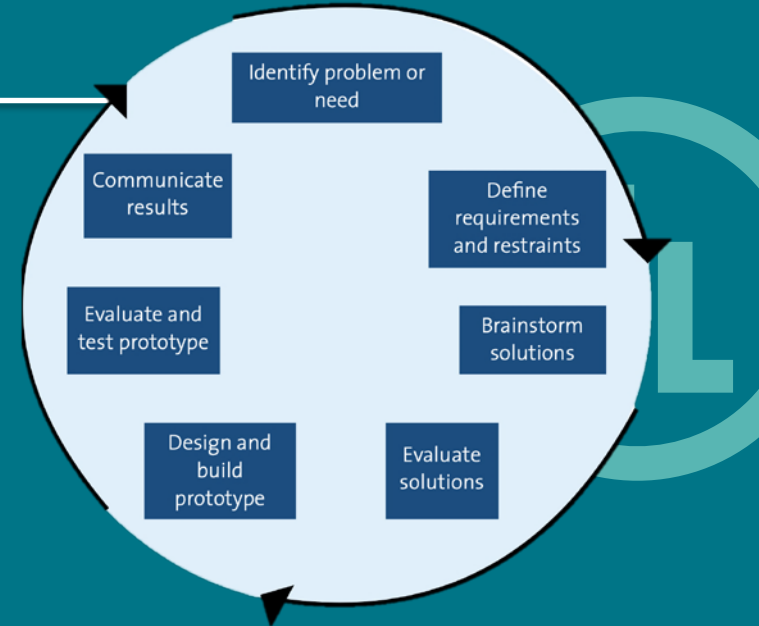 Identify problem or
need
Define
requirements
and restraints
Brainstorm
solutions
Evaluate
solutions
Design and
build
prototype
Evaluate and
test prototype
Communicate
results